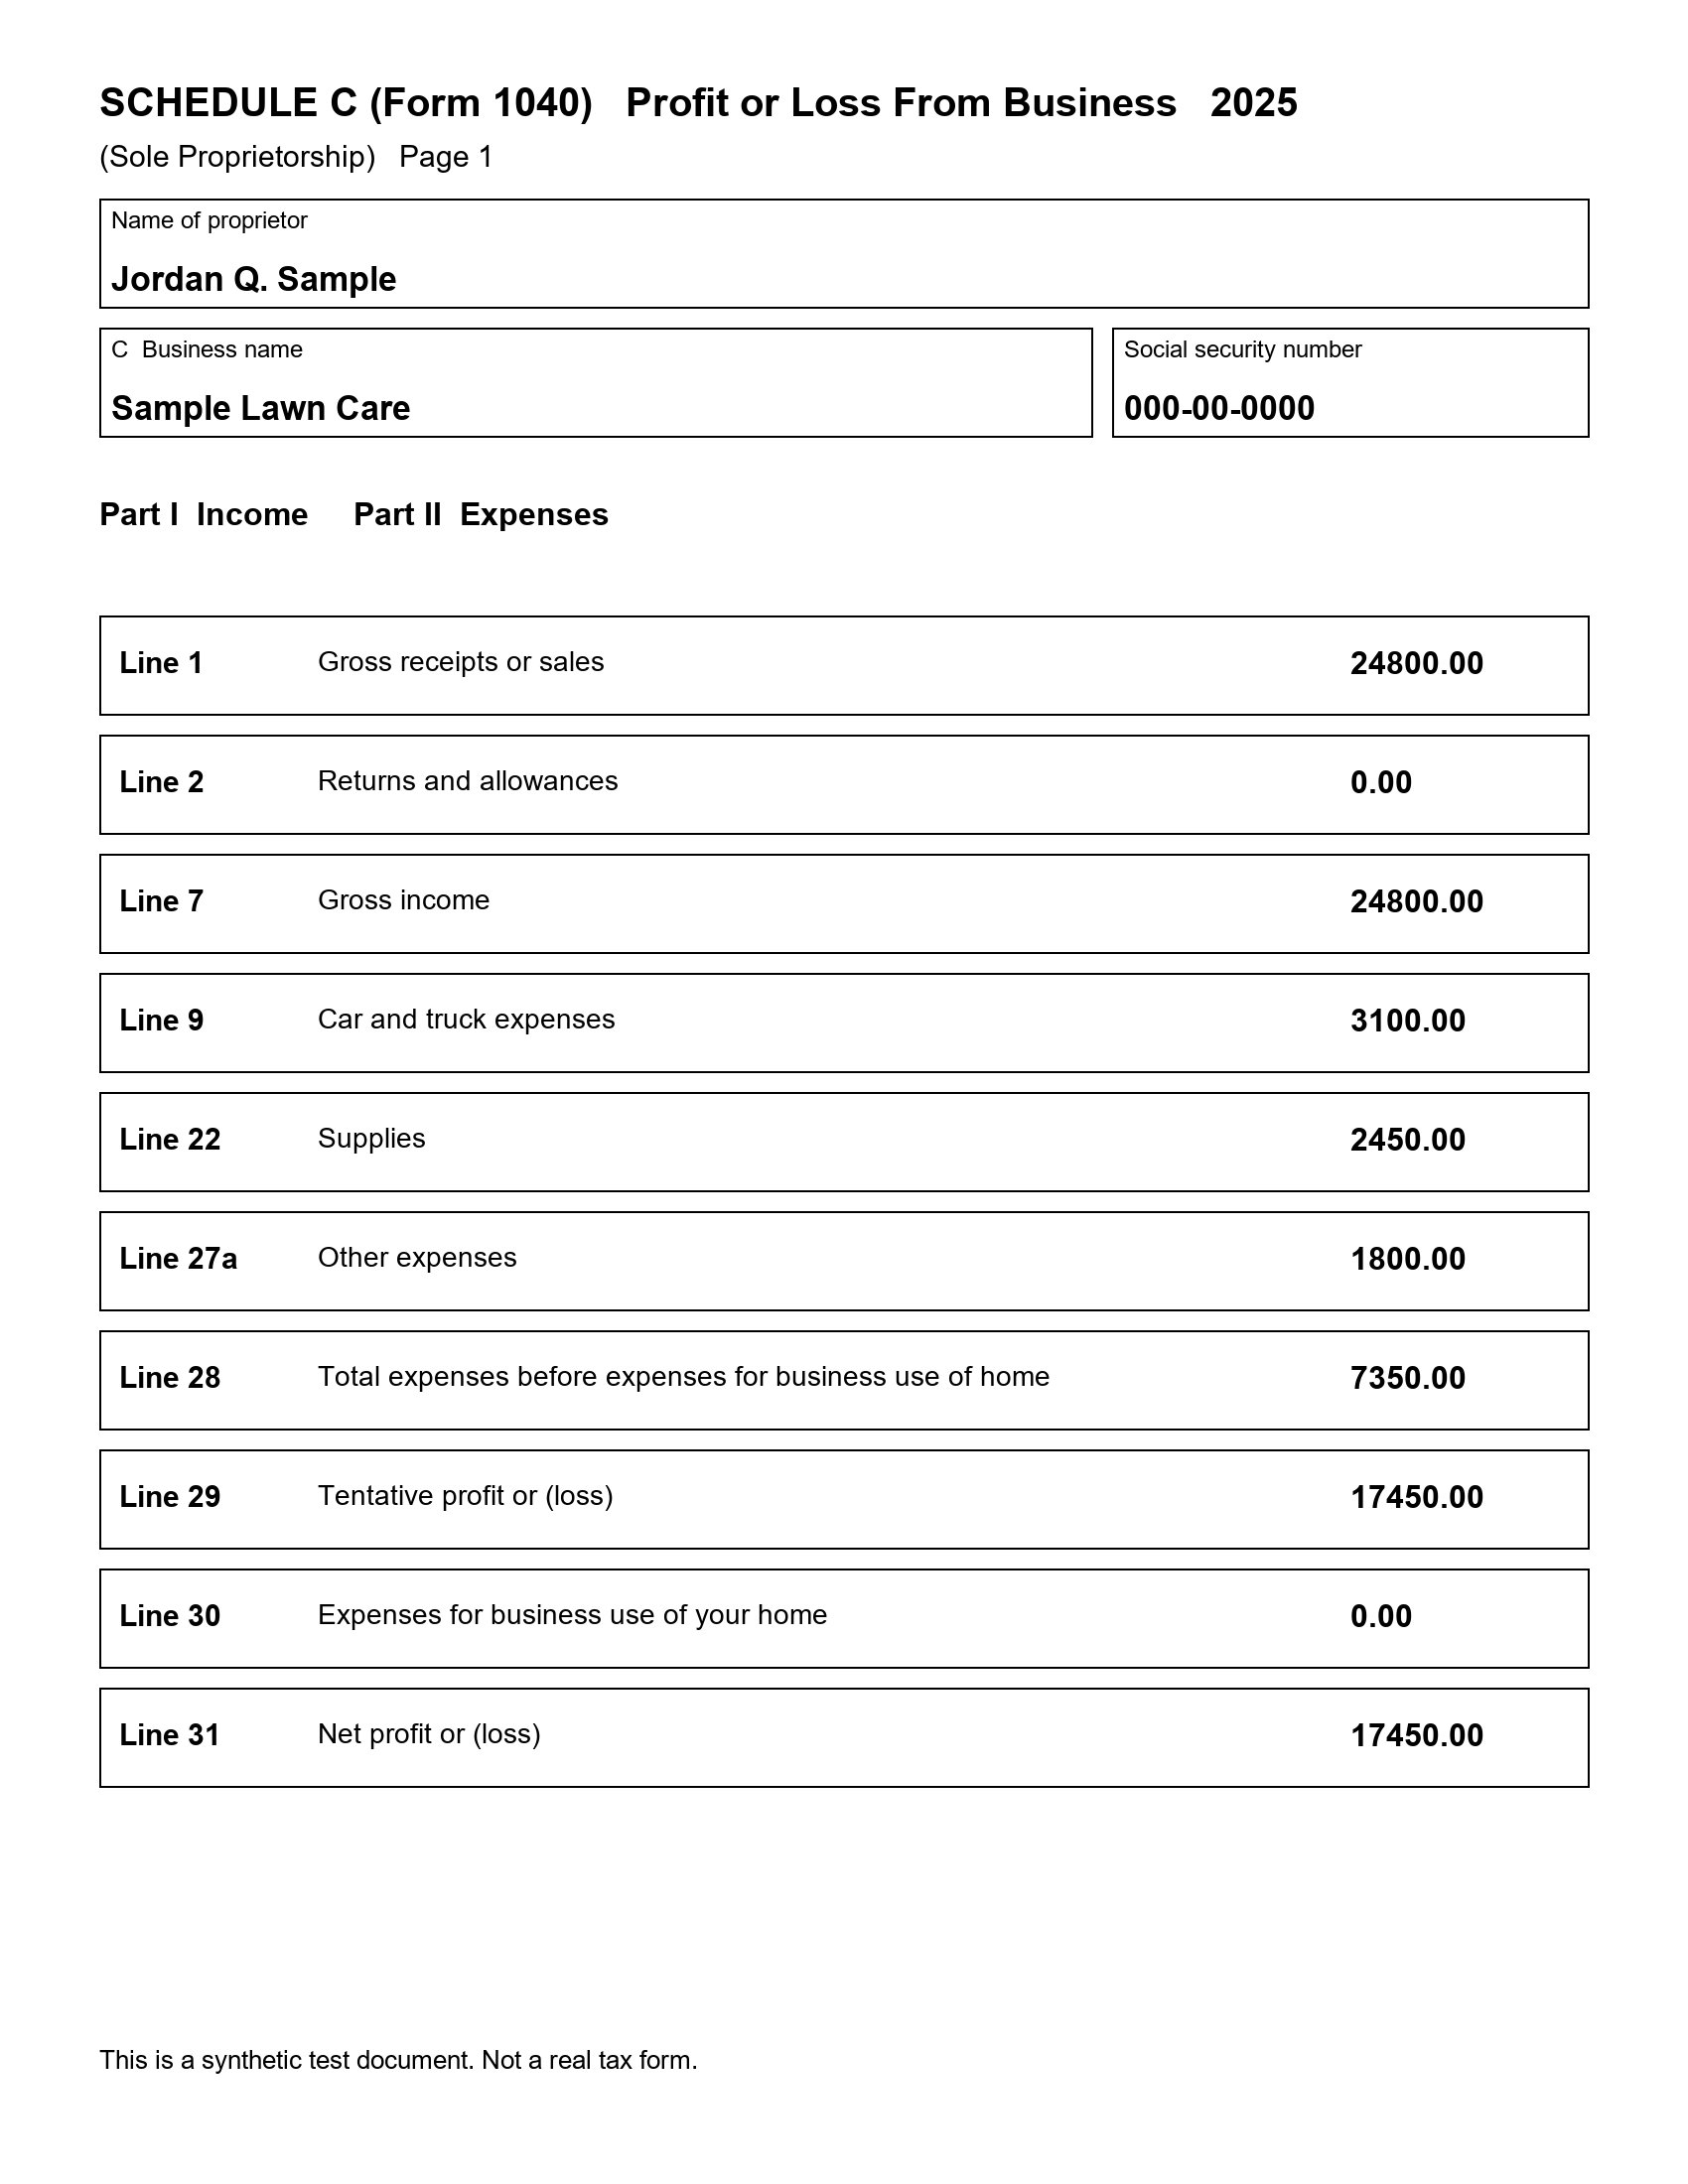 SCHEDULE C (Form 1040)   Profit or Loss From Business   2025
(Sole Proprietorship)   Page 1
Name of proprietor
Jordan Q. Sample
C  Business name
Sample Lawn Care
Social security number
000-00-0000
Part I  Income     Part II  Expenses
Line 1 Gross receipts or sales 24800.00
Line 2 Returns and allowances 0.00
Line 7 Gross income 24800.00
Line 9 Car and truck expenses 3100.00
Line 22 Supplies 2450.00
Line 27a Other expenses 1800.00
Line 28 Total expenses before expenses for business use of home 7350.00
Line 29 Tentative profit or (loss) 17450.00
Line 30 Expenses for business use of your home 0.00
Line 31 Net profit or (loss) 17450.00
This is a synthetic test document. Not a real tax form.